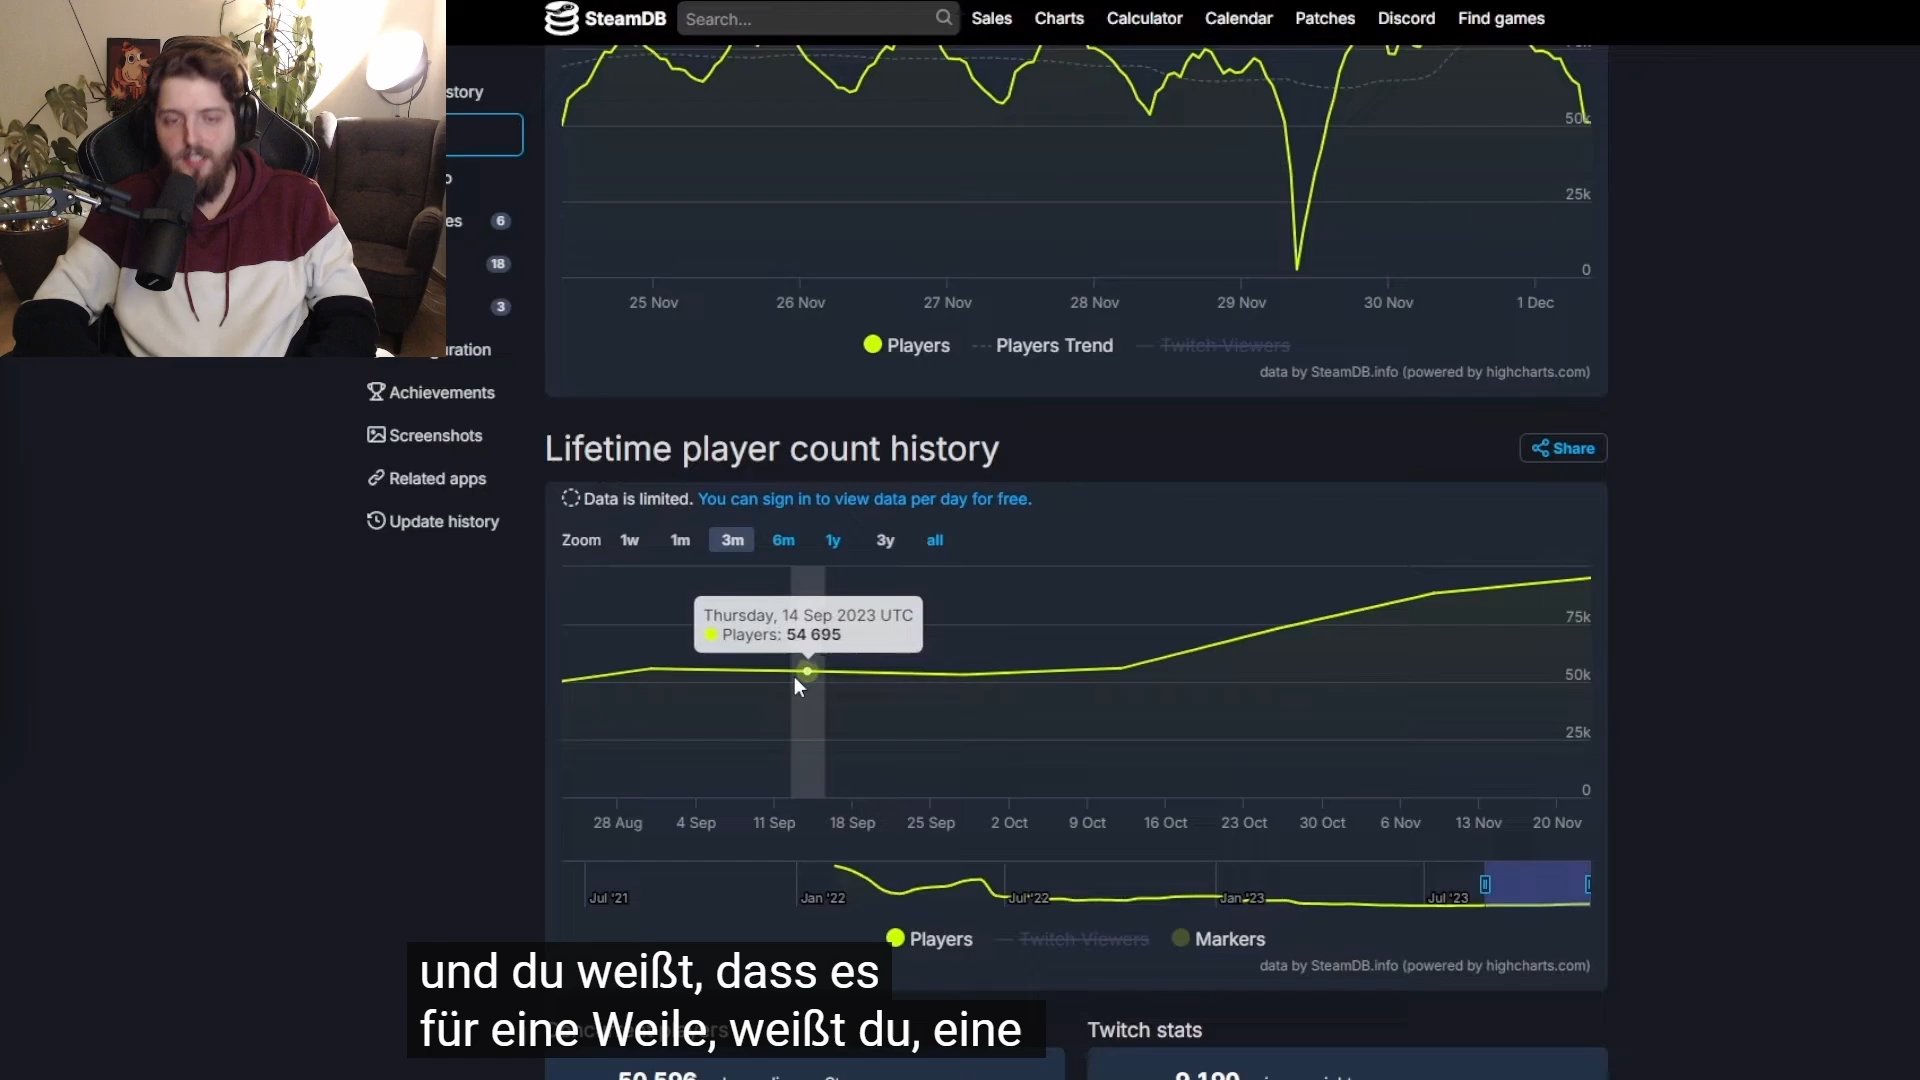 SteamDB
Search...
Sales
Charts
Calculator
Calendar
Patches
Discord
Find games
story
6
18
3
Achievements
Screenshots
Related apps
Update history
50k
25k
0
25 Nov
26 Nov
27 Nov
28 Nov
29 Nov
30 Nov
1 Dec
Players
Players Trend
Twitch Viewers
data by SteamDB.info (powered by highcharts.com)
Lifetime player count history
Share
Data is limited. You can sign in to view data per day for free.
Zoom 1w 1m 3m 6m 1y 3y all
Thursday, 14 Sep 2023 UTC
Players: 54 695
75k
50k
25k
0
28 Aug
4 Sep
11 Sep
18 Sep
25 Sep
2 Oct
9 Oct
16 Oct
23 Oct
30 Oct
6 Nov
13 Nov
20 Nov
Jul '21
Jan '22
Jul '22
Jan '23
Jul '23
Players
Twitch Viewers
Markers
data by SteamDB.info (powered by highcharts.com)
und du weißt, dass es
für eine Weile, weißt du, eine
Twitch stats